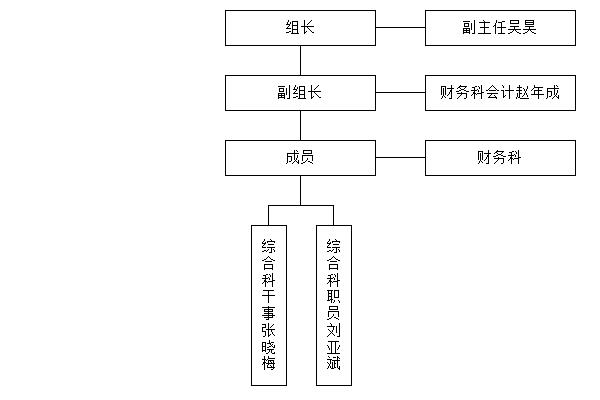 组长
副主任吴昊
副组长
财务科会计赵年成
成员
财务科
综合科干事张晓梅
综合科职员刘亚斌